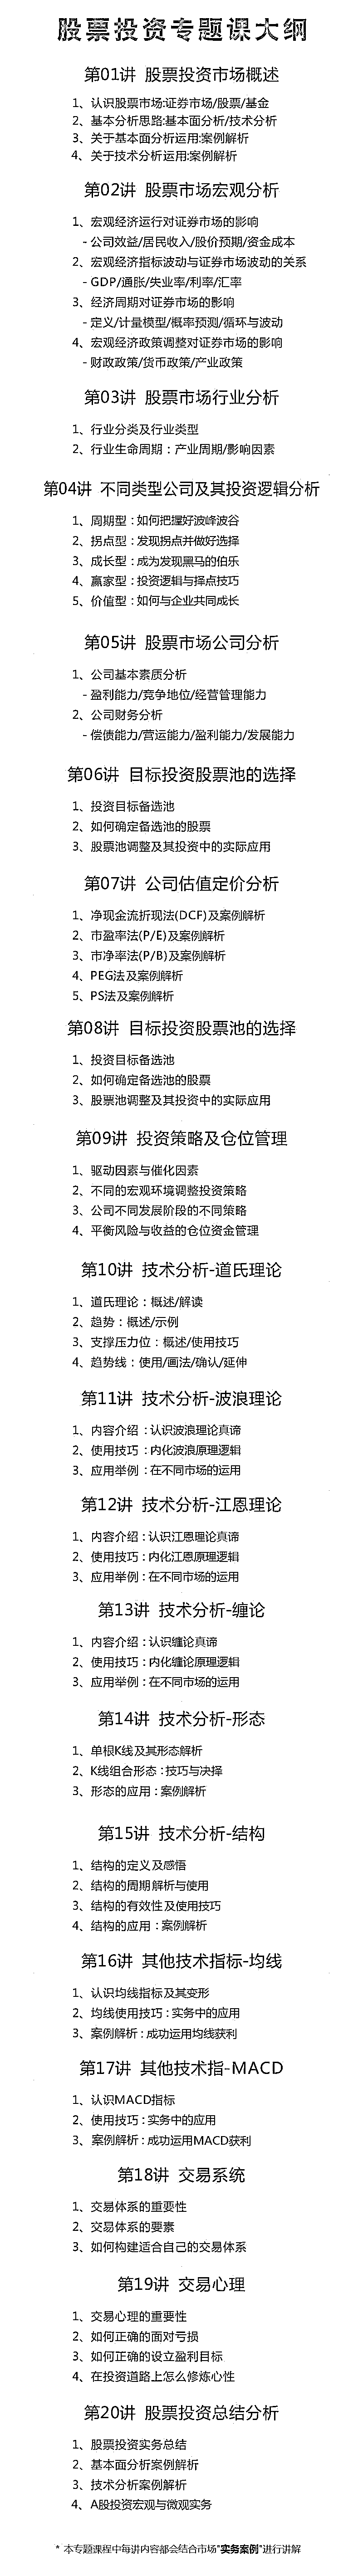 股票投资专题课大纲
第01讲 股票投资市场概述
1、认识股票市场:证券市场/股票/基金
2、基本分析思路:基本面分析/技术分析
3、关于基本面分析运用:案例解析
4、关于技术分析运用:案例解析
第02讲 股票市场宏观分析
1、宏观经济运行对证券市场的影响
- 公司效益/居民收入/股价预期/资金成本
2、宏观经济指标波动与证券市场波动的关系
- GDP/通胀/失业率/利率/汇率
3、经济周期对证券市场的影响
- 定义/计量模型/概率预测/循环与波动
4、宏观经济政策调整对证券市场的影响
- 财政政策/货币政策/产业政策
第03讲 股票市场行业分析
1、行业分类及行业类型
2、行业生命周期：产业周期/影响因素
第04讲 不同类型公司及其投资逻辑分析
1、周期型：如何把握好波峰波谷
2、拐点型：发现拐点并做好选择
3、成长型：成为发现黑马的伯乐
4、赢家型：投资逻辑与择点技巧
5、价值型：如何与企业共同成长
第05讲 股票市场公司分析
1、公司基本素质分析
- 盈利能力/竞争地位/经营管理能力
2、公司财务分析
- 偿债能力/营运能力/盈利能力/发展能力
第06讲 目标投资股票池的选择
1、投资目标备选池
2、如何确定备选池的股票
3、股票池调整及其投资中的实际应用
第07讲 公司估值定价分析
1、净现金流折现法(DCF)及案例解析
2、市盈率法(P/E)及案例解析
3、市净率法(P/B)及案例解析
4、PEG法及案例解析
5、PS法及案例解析
第08讲 目标投资股票池的选择
1、投资目标备选池
2、如何确定备选池的股票
3、股票池调整及其投资中的实际应用
第09讲 投资策略及仓位管理
1、驱动因素与催化因素
2、不同的宏观环境调整投资策略
3、公司不同发展阶段的不同策略
4、平衡风险与收益的仓位资金管理
第10讲 技术分析-道氏理论
1、道氏理论：概述/解读
2、趋势：概述/示例
3、支撑压力位：概述/使用技巧
4、趋势线：使用/画法/确认/延伸
第11讲 技术分析-波浪理论
1、内容介绍：认识波浪理论真谛
2、使用技巧：内化波浪原理逻辑
3、应用举例：在不同市场的运用
第12讲 技术分析-江恩理论
1、内容介绍：认识江恩理论真谛
2、使用技巧：内化江恩原理逻辑
3、应用举例：在不同市场的运用
第13讲 技术分析-缠论
1、内容介绍：认识缠论真谛
2、使用技巧：内化缠论原理逻辑
3、应用举例：在不同市场的运用
第14讲 技术分析-形态
1、单根K线及其形态解析
2、K线组合形态：技巧与决择
3、形态的应用：案例解析
第15讲 技术分析-结构
1、结构的定义及感悟
2、结构的周期解析与使用
3、结构的有效性及使用技巧
4、结构的应用：案例解析
第16讲 其他技术指标-均线
1、认识均线指标及其变形
2、均线使用技巧：实务中的应用
3、案例解析：成功运用均线获利
第17讲 其他技术指-MACD
1、认识MACD指标
2、使用技巧：实务中的应用
3、案例解析：成功运用MACD获利
第18讲 交易系统
1、交易体系的重要性
2、交易体系的要素
3、如何构建适合自己的交易体系
第19讲 交易心理
1、交易心理的重要性
2、如何正确的面对亏损
3、如何正确的设立盈利目标
4、在投资道路上怎么修炼心性
第20讲 股票投资总结分析
1、股票投资实务总结
2、基本面分析案例解析
3、技术分析案例解析
4、A股投资宏观与微观实务
* 本专题课程中每讲内容都会结合市场"实务案例"进行讲解